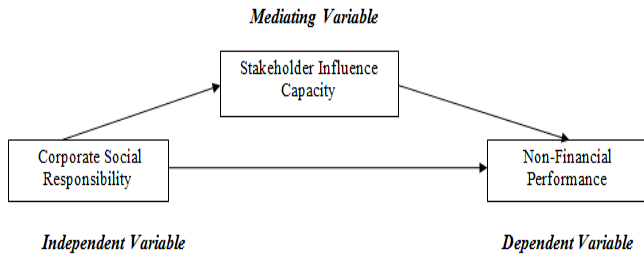 Mediating Variable
Stakeholder Influence
Capacity
Corporate Social
Responsibility
Non-Financial
Performance
Independent Variable
Dependent Variable